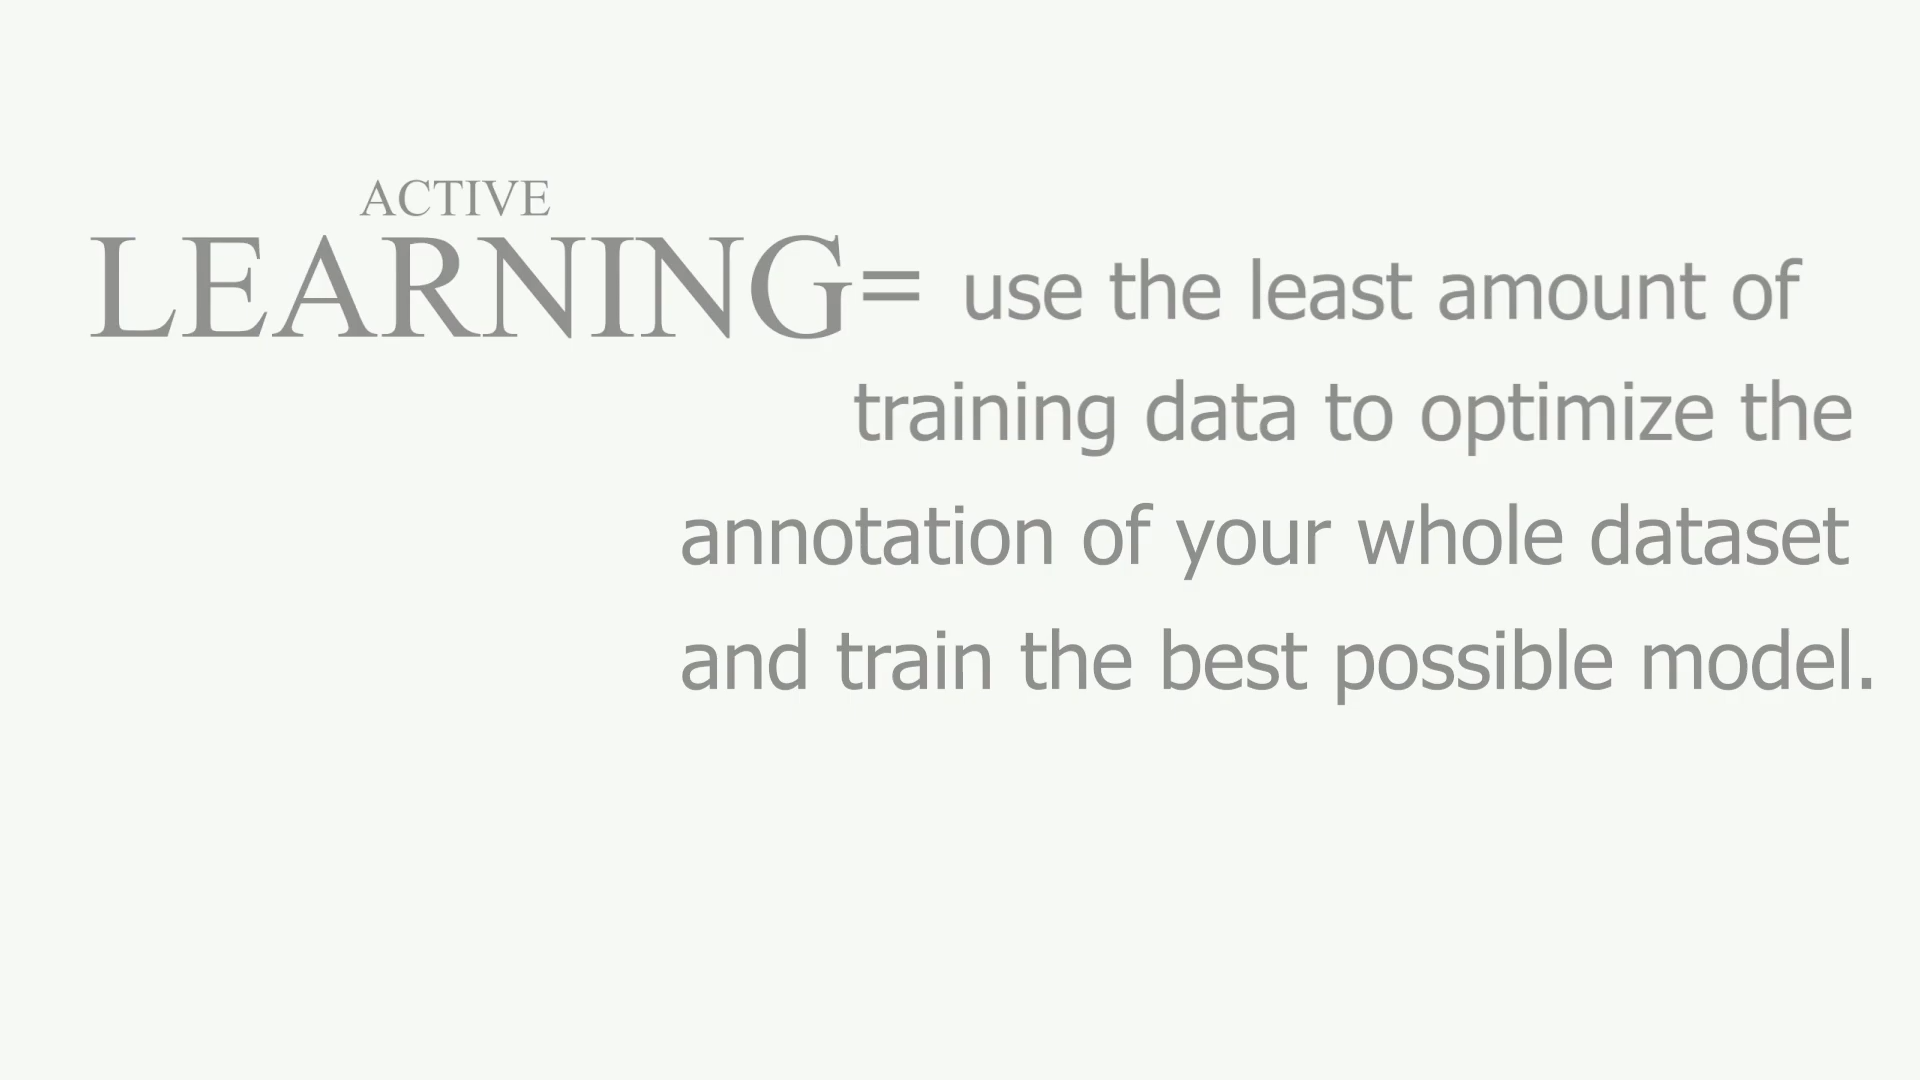 ACTIVE
LEARNING= use the least amount of
training data to optimize the
annotation of your whole dataset
and train the best possible model.